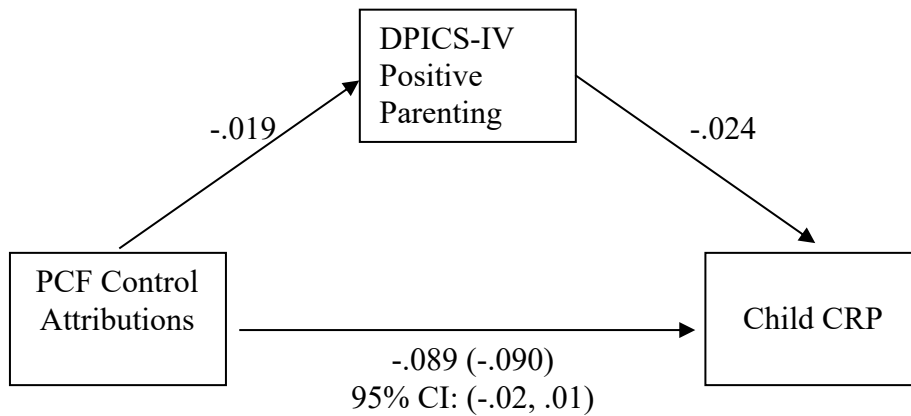 DPICS-IV
Positive
Parenting
-.019
-.024
PCF Control
Attributions
Child CRP
-.089 (-.090)
95% CI: (-.02, .01)